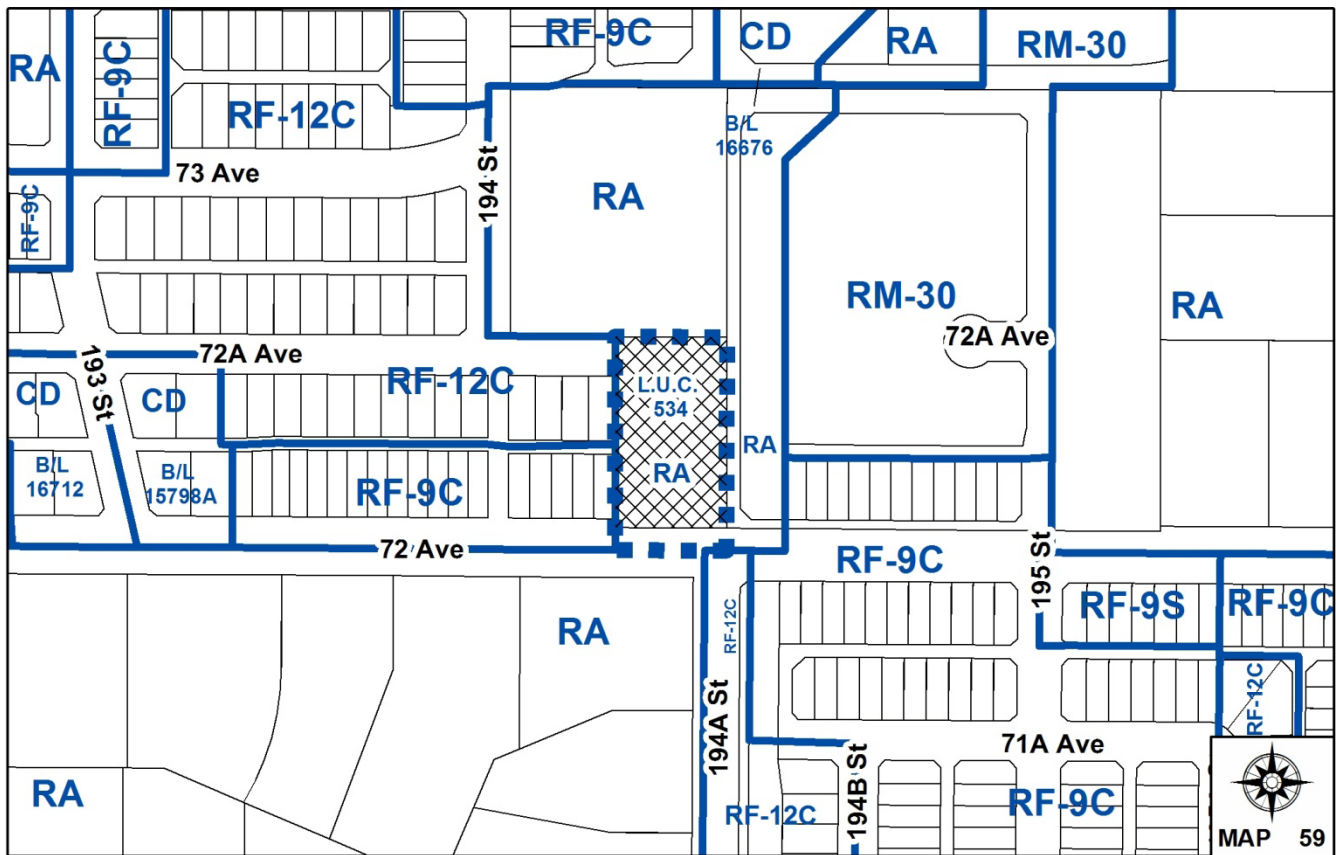 RF-9C
CD
RA
RM-30
RA
RF-9C
RF-12C
B/L
16676
73 Ave
194 St
RA
RF-9C
RM-30
RA
72A Ave
72A Ave
193 St
CD
CD
RF-12C
L.U.C.
534
RA
RA
B/L
16712
B/L
15798A
RF-9C
72 Ave
RF-9C
195 St
RF-9S
RF-9C
RF-12C
RA
RF-12C
194A St
71A Ave
RA
RF-12C
194B St
RF-9C
MAP 59